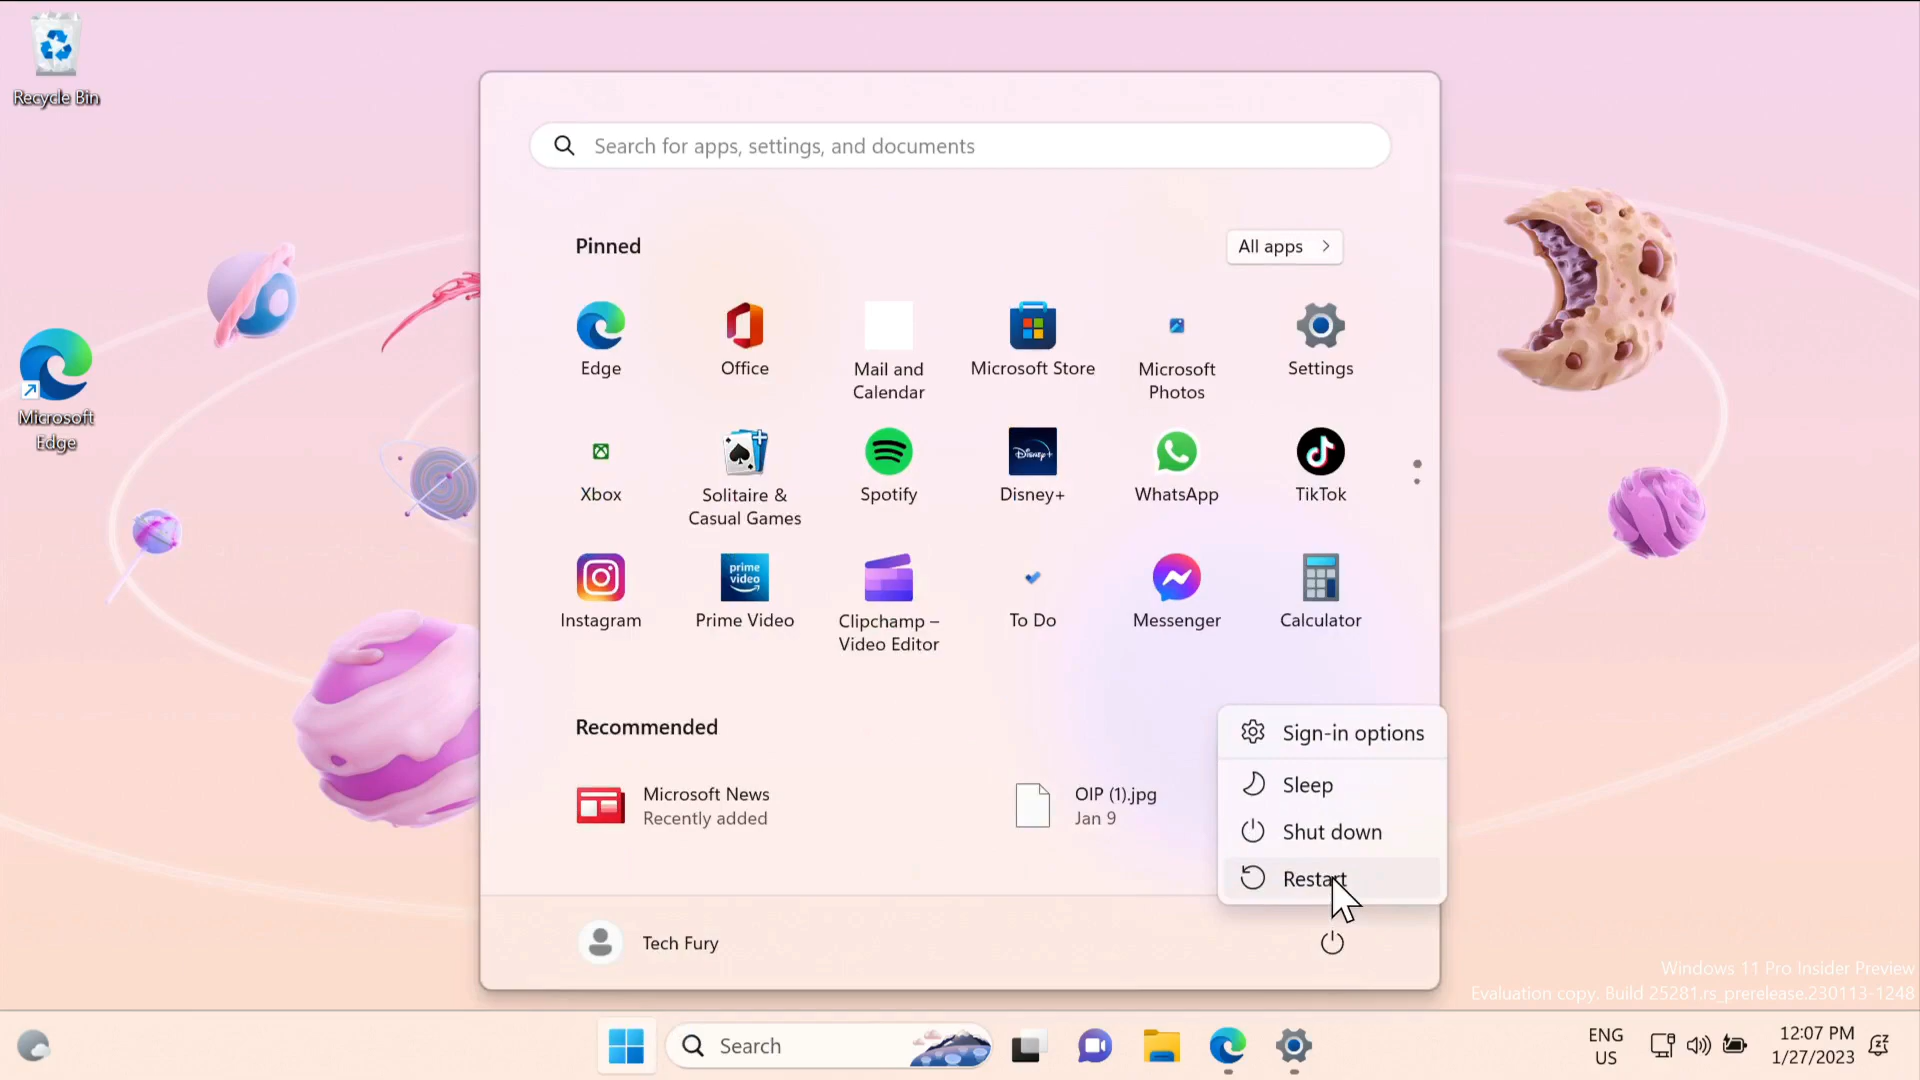 Recycle Bin
Microsoft
Edge
Search for apps, settings, and documents
Pinned
All apps
Edge
Office
Mail and
Calendar
Microsoft Store
Microsoft
Photos
Settings
Xbox
Solitaire &
Casual Games
Spotify
Disney+
Disney+
WhatsApp
TikTok
Instagram
prime
video
Prime Video
Clipchamp –
Video Editor
To Do
Messenger
Calculator
Recommended
Microsoft News
Recently added
OIP (1).jpg
Jan 9
Sign-in options
Sleep
Shut down
Restart
Tech Fury
Windows 11 Pro Insider Preview
Evaluation copy. Build 25281.rs_prerelease.230113-1248
Search
ENG
US
12:07 PM
1/27/2023